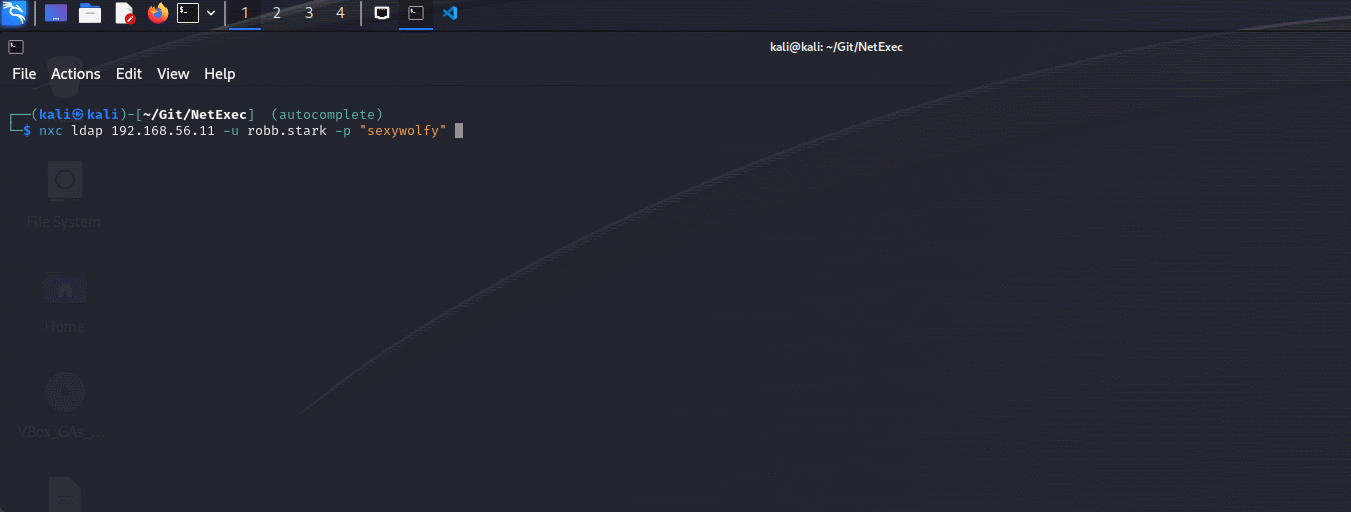 1 2 3 4
kali@kali: ~/Git/NetExec
File Actions Edit View Help
┌──(kali㉿kali)-[~/Git/NetExec] (autocomplete)
└─$ nxc ldap 192.168.56.11 -u robb.stark -p "sexywolfy"
File System
Home
VBox_GAs_...